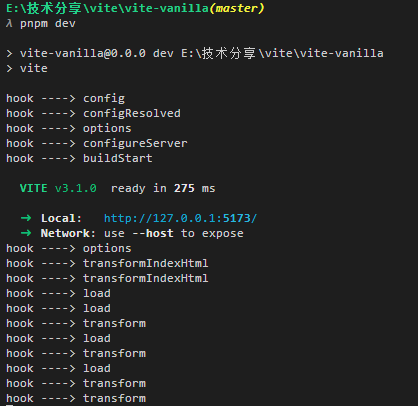 E:\技术分享\vite\vite-vanilla(master)
λ pnpm dev
> vite-vanilla@0.0.0 dev E:\技术分享\vite\vite-vanilla
> vite
hook ----> config
hook ----> configResolved
hook ----> options
hook ----> configureServer
hook ----> buildStart
VITE v3.1.0 ready in 275 ms
➜ Local: http://127.0.0.1:5173/
➜ Network: use --host to expose
hook ----> options
hook ----> transformIndexHtml
hook ----> transformIndexHtml
hook ----> load
hook ----> load
hook ----> transform
hook ----> load
hook ----> transform
hook ----> load
hook ----> transform
hook ----> transform